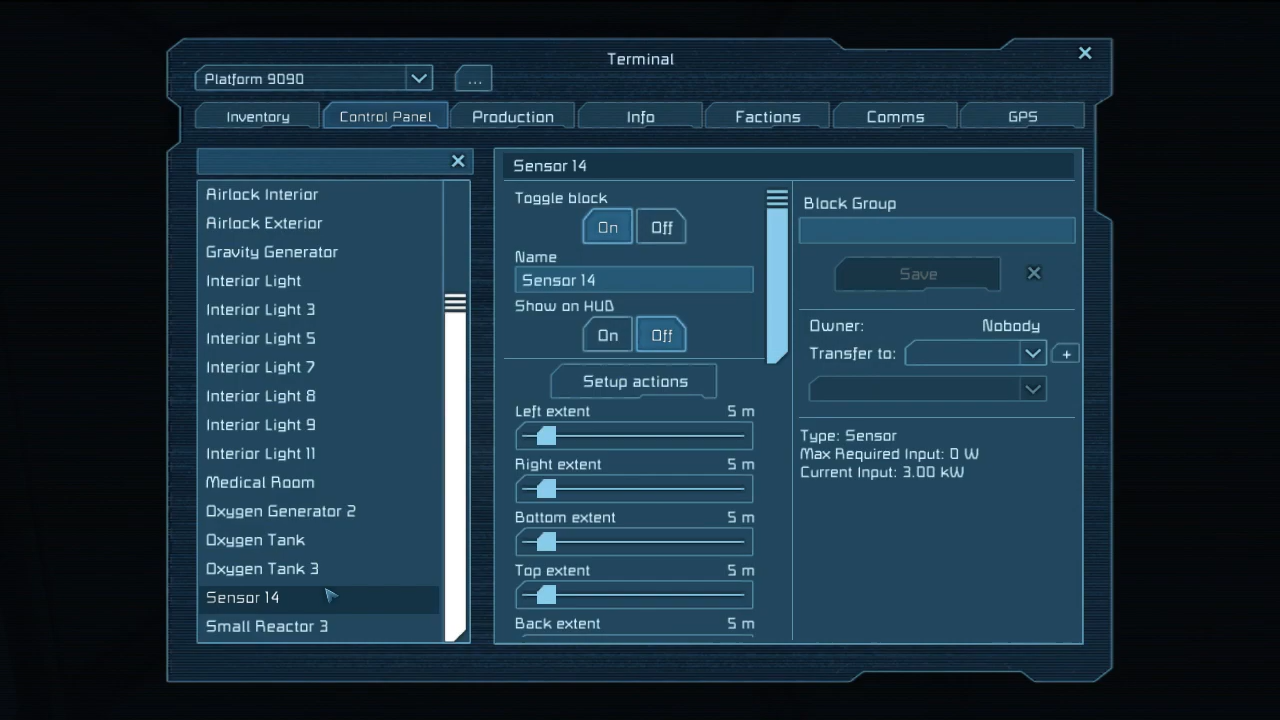 Terminal
Platform 9090
...
Inventory
Control Panel
Production
Info
Factions
Comms
GPS
Airlock Interior
Airlock Exterior
Gravity Generator
Interior Light
Interior Light 3
Interior Light 5
Interior Light 7
Interior Light 8
Interior Light 9
Interior Light 11
Medical Room
Oxygen Generator 2
Oxygen Tank
Oxygen Tank 3
Sensor 14
Small Reactor 3
Sensor 14
Toggle block
On Off
Name
Sensor 14
Show on HUD
On Off
Setup actions
Left extent 5 m
Right extent 5 m
Bottom extent 5 m
Top extent 5 m
Back extent 5 m
Block Group
Save
Owner: Nobody
Transfer to: +
Type: Sensor
Max Required Input: 0 W
Current Input: 3.00 kW